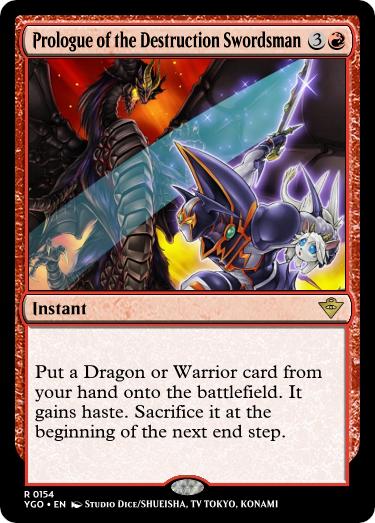 Prologue of the Destruction Swordsman 3
Instant
Put a Dragon or Warrior card from
your hand onto the battlefield. It
gains haste. Sacrifice it at the
beginning of the next end step.
R 0154
YGO • EN Studio Dice/SHUEISHA, TV TOKYO, KONAMI